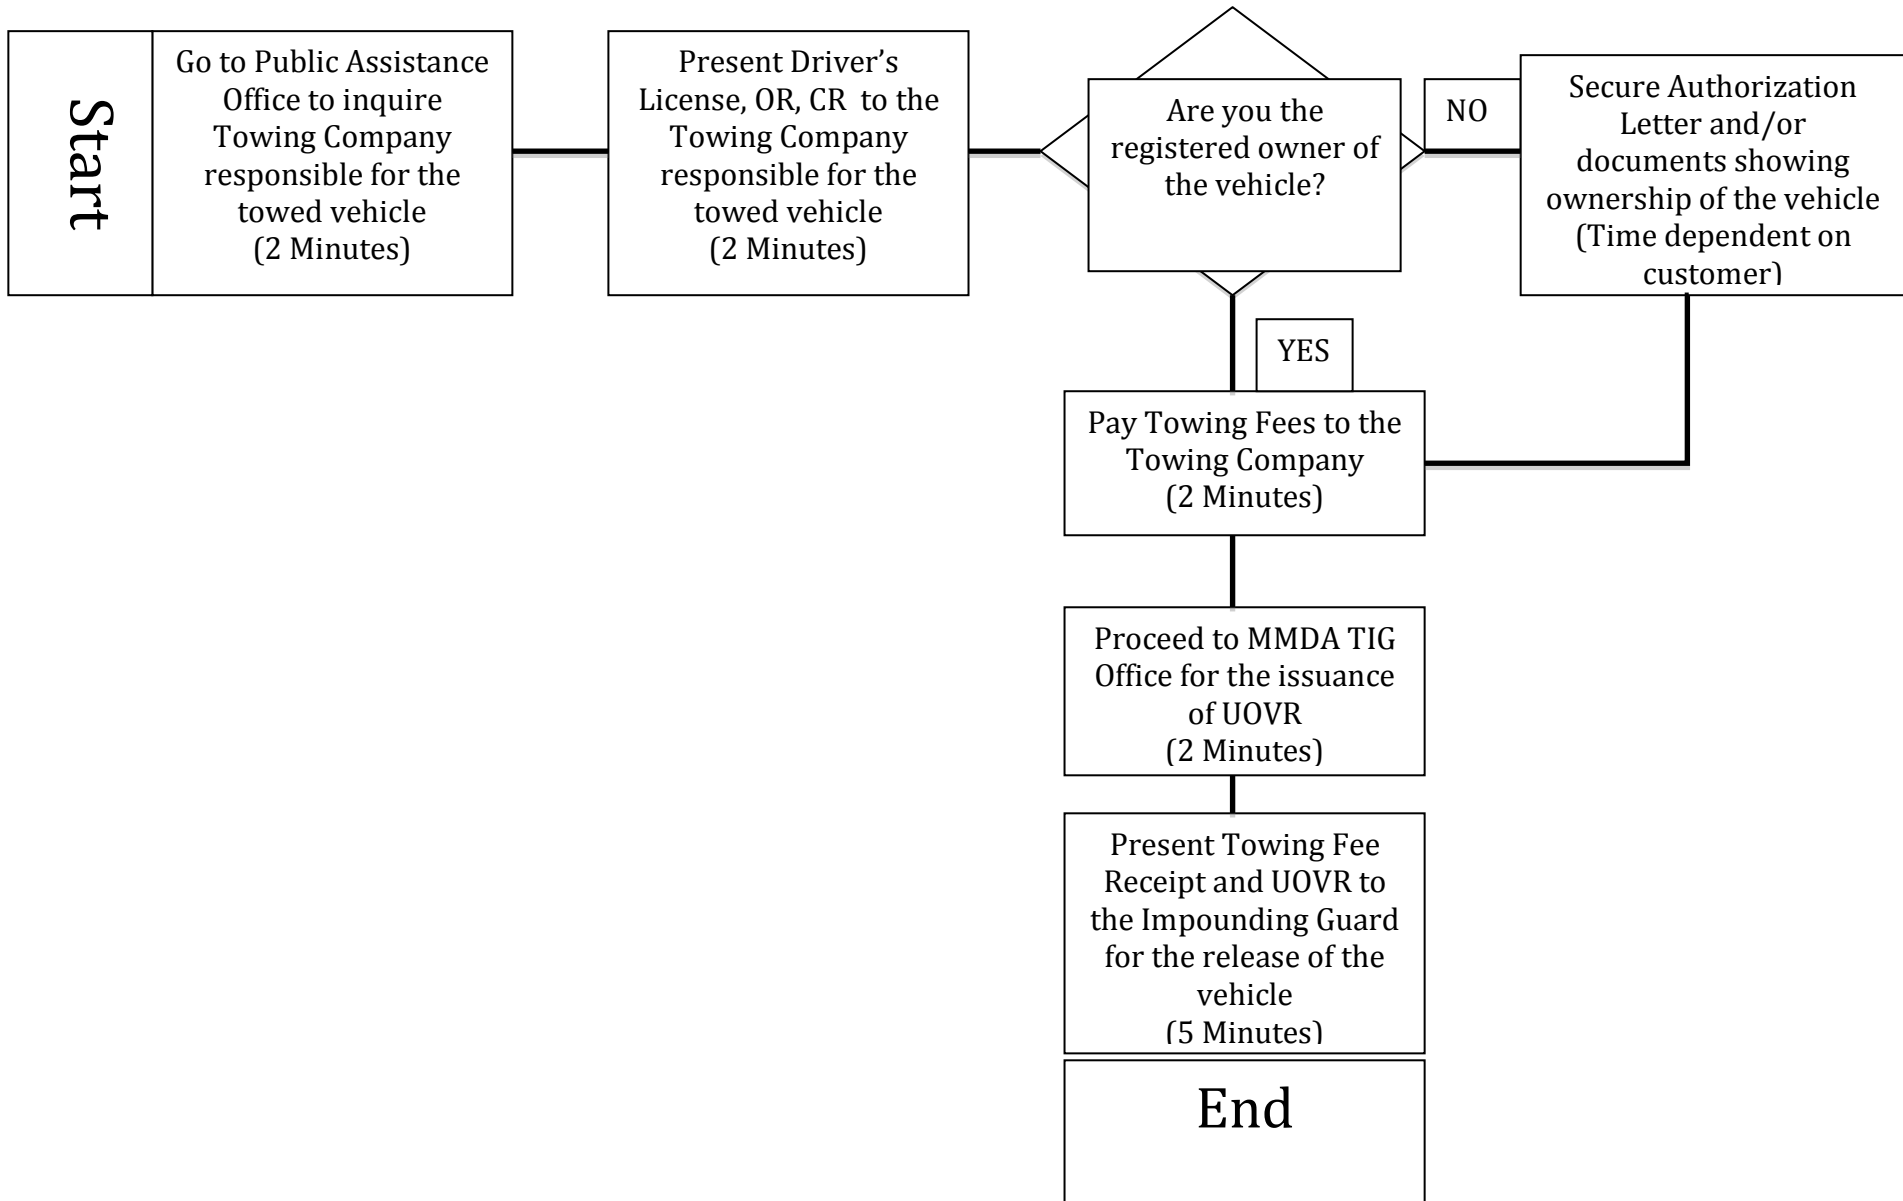 Start
Go to Public Assistance
Office to inquire
Towing Company
responsible for the
towed vehicle
(2 Minutes)
Present Driver’s
License, OR, CR to the
Towing Company
responsible for the
towed vehicle
(2 Minutes)
Are you the
registered owner of
the vehicle?
NO
Secure Authorization
Letter and/or
documents showing
ownership of the vehicle
(Time dependent on
customer)
YES
Pay Towing Fees to the
Towing Company
(2 Minutes)
Proceed to MMDA TIG
Office for the issuance
of UOVR
(2 Minutes)
Present Towing Fee
Receipt and UOVR to
the Impounding Guard
for the release of the
vehicle
(5 Minutes)
End